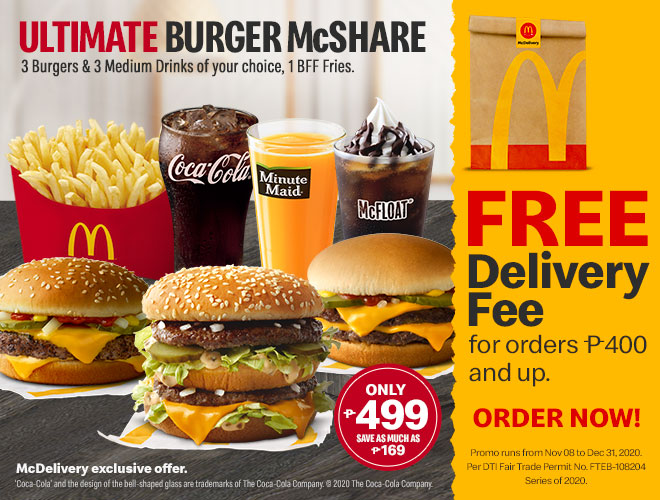 ULTIMATE BURGER McSHARE
3 Burgers & 3 Medium Drinks of your choice, 1 BFF Fries.
Coca-Cola
Minute
Maid
McFLOAT
ONLY
₱499
SAVE AS MUCH AS
₱169
McDelivery exclusive offer.
'Coca-Cola' and the design of the bell-shaped glass are trademarks of The Coca-Cola Company. © 2020 The Coca-Cola Company.
McDelivery
FREE
Delivery
Fee
for orders ₱400
and up.
ORDER NOW!
Promo runs from Nov 08 to Dec 31, 2020.
Per DTI Fair Trade Permit No. FTEB-108204
Series of 2020.